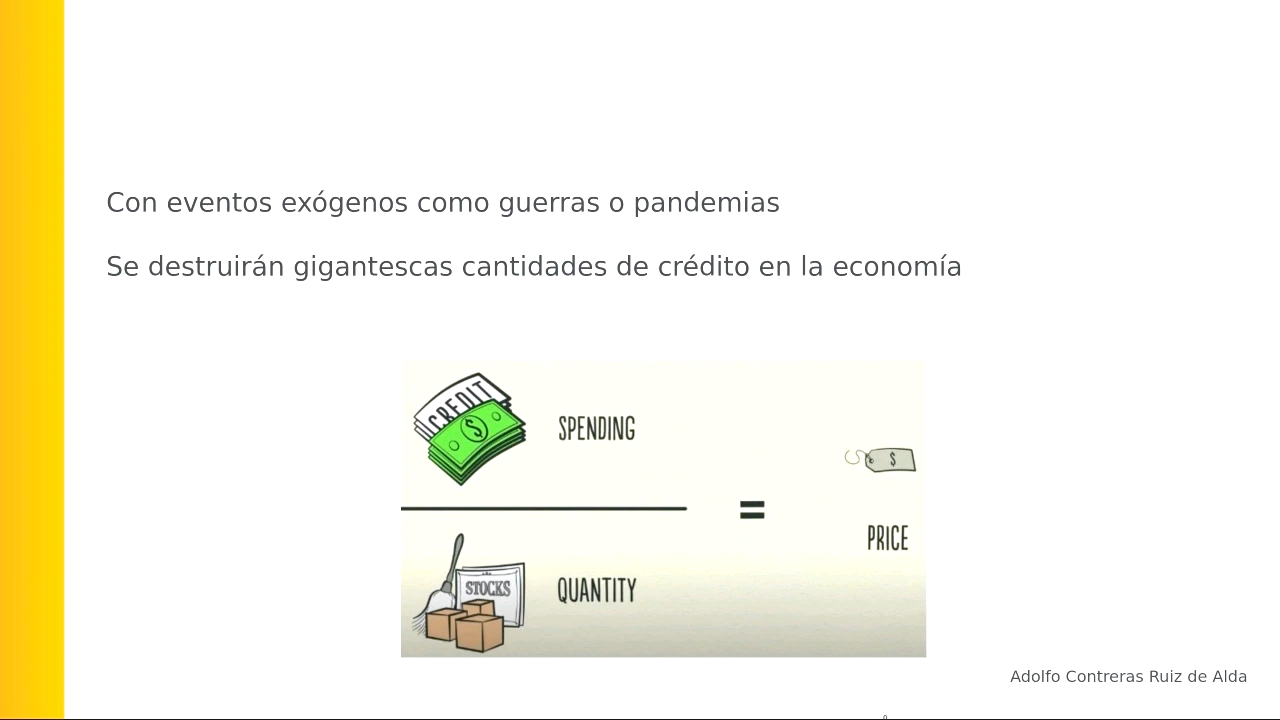 Con eventos exógenos como guerras o pandemias
Se destruirán gigantescas cantidades de crédito en la economía
CREDIT
$
SPENDING
$
=
PRICE
STOCKS
QUANTITY
Adolfo Contreras Ruiz de Alda